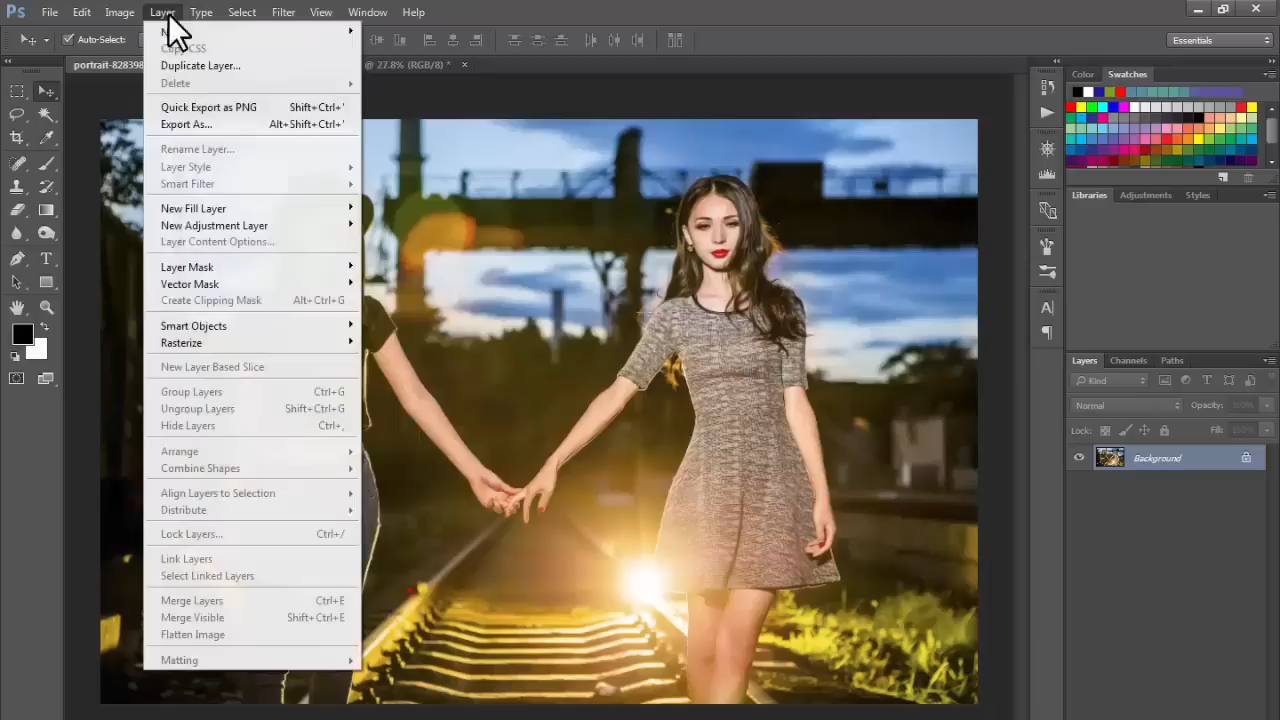 Ps File Edit Image Layer Type Select Filter View Window Help
Auto-Select: Essentials
portrait-828398 @ 27.8% (RGB/8) *
Copy CSS
Duplicate Layer...
Delete
Quick Export as PNG Shift+Ctrl+'
Export As... Alt+Shift+Ctrl+'
Rename Layer...
Layer Style
Smart Filter
New Fill Layer
New Adjustment Layer
Layer Content Options...
Layer Mask
Vector Mask
Create Clipping Mask Alt+Ctrl+G
Smart Objects
Rasterize
New Layer Based Slice
Group Layers Ctrl+G
Ungroup Layers Shift+Ctrl+G
Hide Layers Ctrl+,
Arrange
Combine Shapes
Align Layers to Selection
Distribute
Lock Layers... Ctrl+/
Link Layers
Select Linked Layers
Merge Layers Ctrl+E
Merge Visible Shift+Ctrl+E
Flatten Image
Matting
Color Swatches
Libraries Adjustments Styles
Layers Channels Paths
Kind
Normal Opacity: 100%
Lock: Fill: 100%
Background